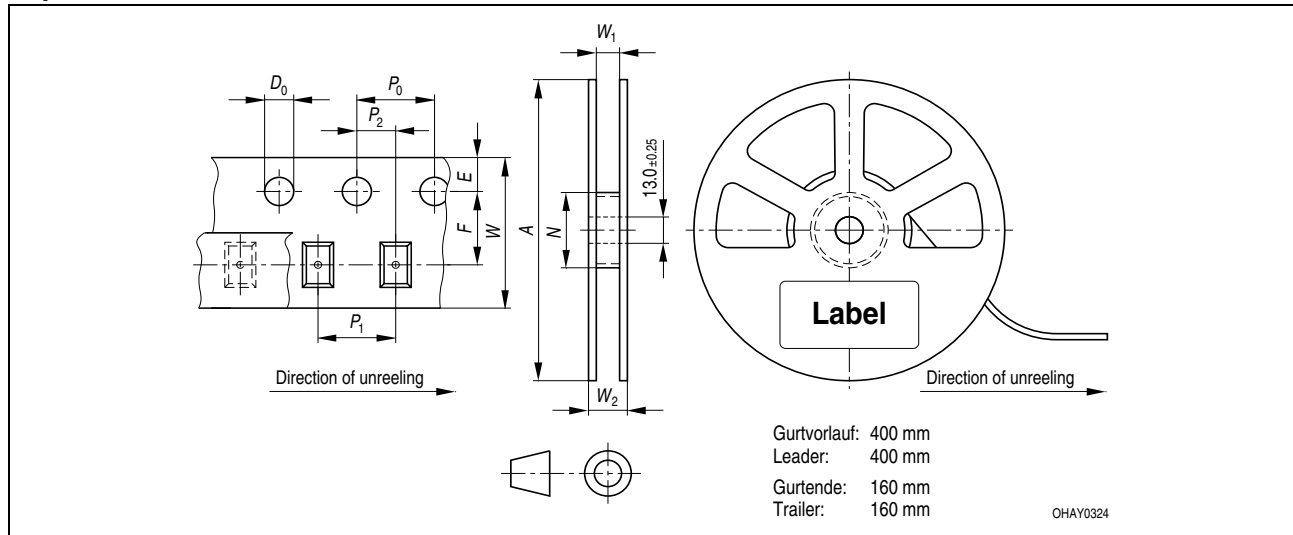 W1
D0
P0
P2
E
F
W
A
N
13.0±0.25
Label
P1
W2
Direction of unreeling
Direction of unreeling
Gurtvorlauf: 400 mm
Leader: 400 mm
Gurtende: 160 mm
Trailer: 160 mm
OHAY0324